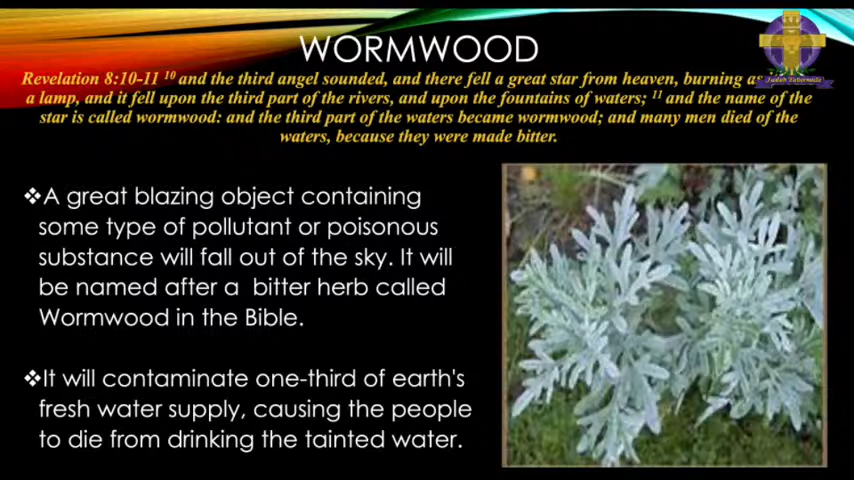 WORMWOOD
Revelation 8:10-11 10 and the third angel sounded, and there fell a great star from heaven, burning as
a lamp, and it fell upon the third part of the rivers, and upon the fountains of waters; 11 and the name of the
star is called wormwood: and the third part of the waters became wormwood; and many men died of the
waters, because they were made bitter.
❖A great blazing object containing
some type of pollutant or poisonous
substance will fall out of the sky. It will
be named after a bitter herb called
Wormwood in the Bible.
❖It will contaminate one-third of earth's
fresh water supply, causing the people
to die from drinking the tainted water.